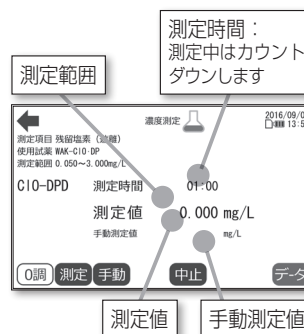 測定時間：
測定中はカウント
ダウンします
測定範囲
濃度測定
2016/09/0
13:5
測定項目 残留塩素（遊離）
使用試薬 WAK-ClO·DP
測定範囲 0.050～3.000mg/L
ClO-DPD 測定時間 01:00
測定値 0.000 mg/L
手動測定値 mg/L
0調 測定 手動 中止 データ
測定値 手動測定値